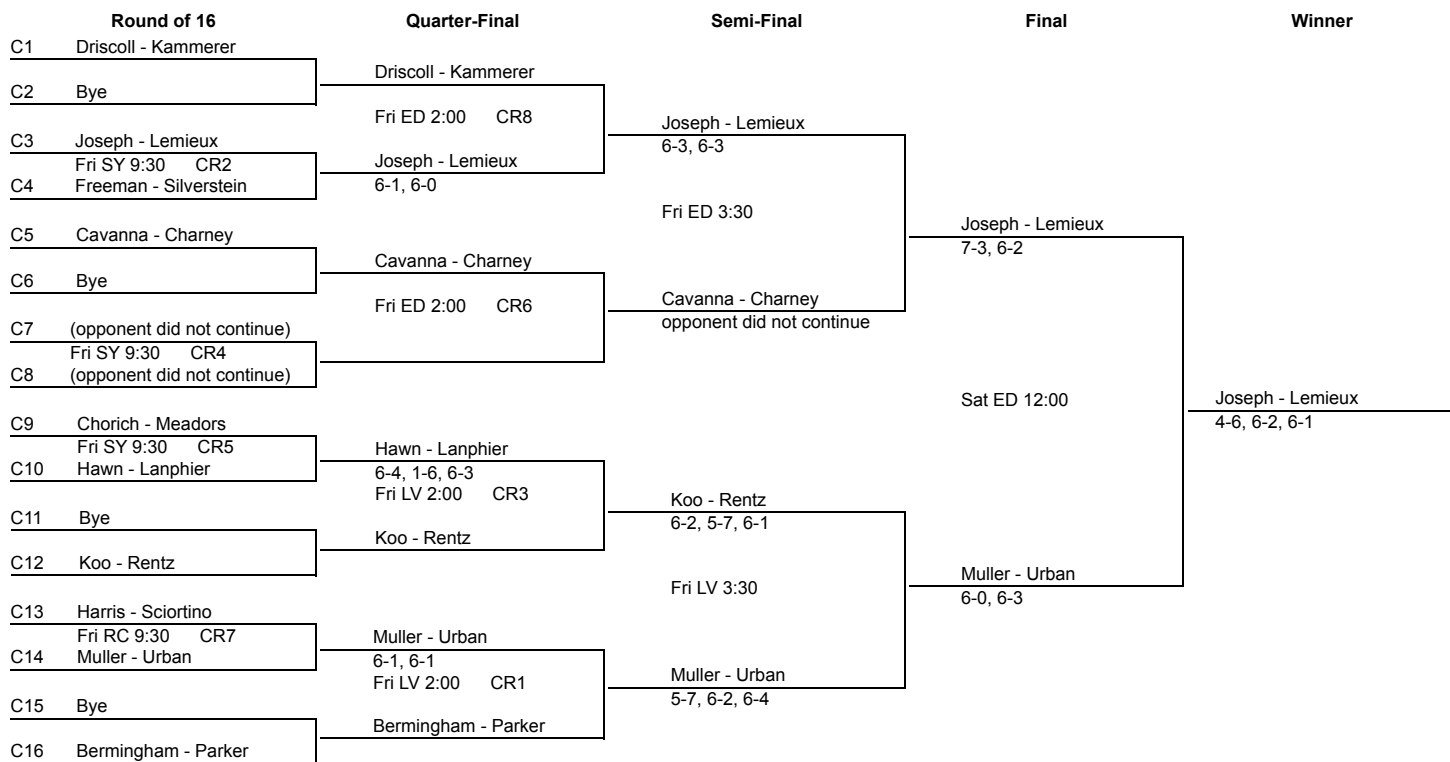 Round of 16 Quarter-Final Semi-Final Final Winner
C1 Driscoll - Kammerer
Driscoll - Kammerer
C2 Bye
Fri ED 2:00 CR8
Joseph - Lemieux
6-3, 6-3
C3 Joseph - Lemieux
Fri SY 9:30 CR2
Joseph - Lemieux
6-1, 6-0
C4 Freeman - Silverstein
Fri ED 3:30
C5 Cavanna - Charney
Joseph - Lemieux
7-3, 6-2
Cavanna - Charney
C6 Bye
Fri ED 2:00 CR6
Cavanna - Charney
opponent did not continue
C7 (opponent did not continue)
Fri SY 9:30 CR4
C8 (opponent did not continue)
Sat ED 12:00
Joseph - Lemieux
4-6, 6-2, 6-1
C9 Chorich - Meadors
Fri SY 9:30 CR5
Hawn - Lanphier
6-4, 1-6, 6-3
C10 Hawn - Lanphier
Fri LV 2:00 CR3
Koo - Rentz
6-2, 5-7, 6-1
C11 Bye
Koo - Rentz
C12 Koo - Rentz
Fri LV 3:30
Muller - Urban
6-0, 6-3
C13 Harris - Sciortino
Fri RC 9:30 CR7
Muller - Urban
6-1, 6-1
C14 Muller - Urban
Fri LV 2:00 CR1
Muller - Urban
5-7, 6-2, 6-4
C15 Bye
Bermingham - Parker
C16 Bermingham - Parker